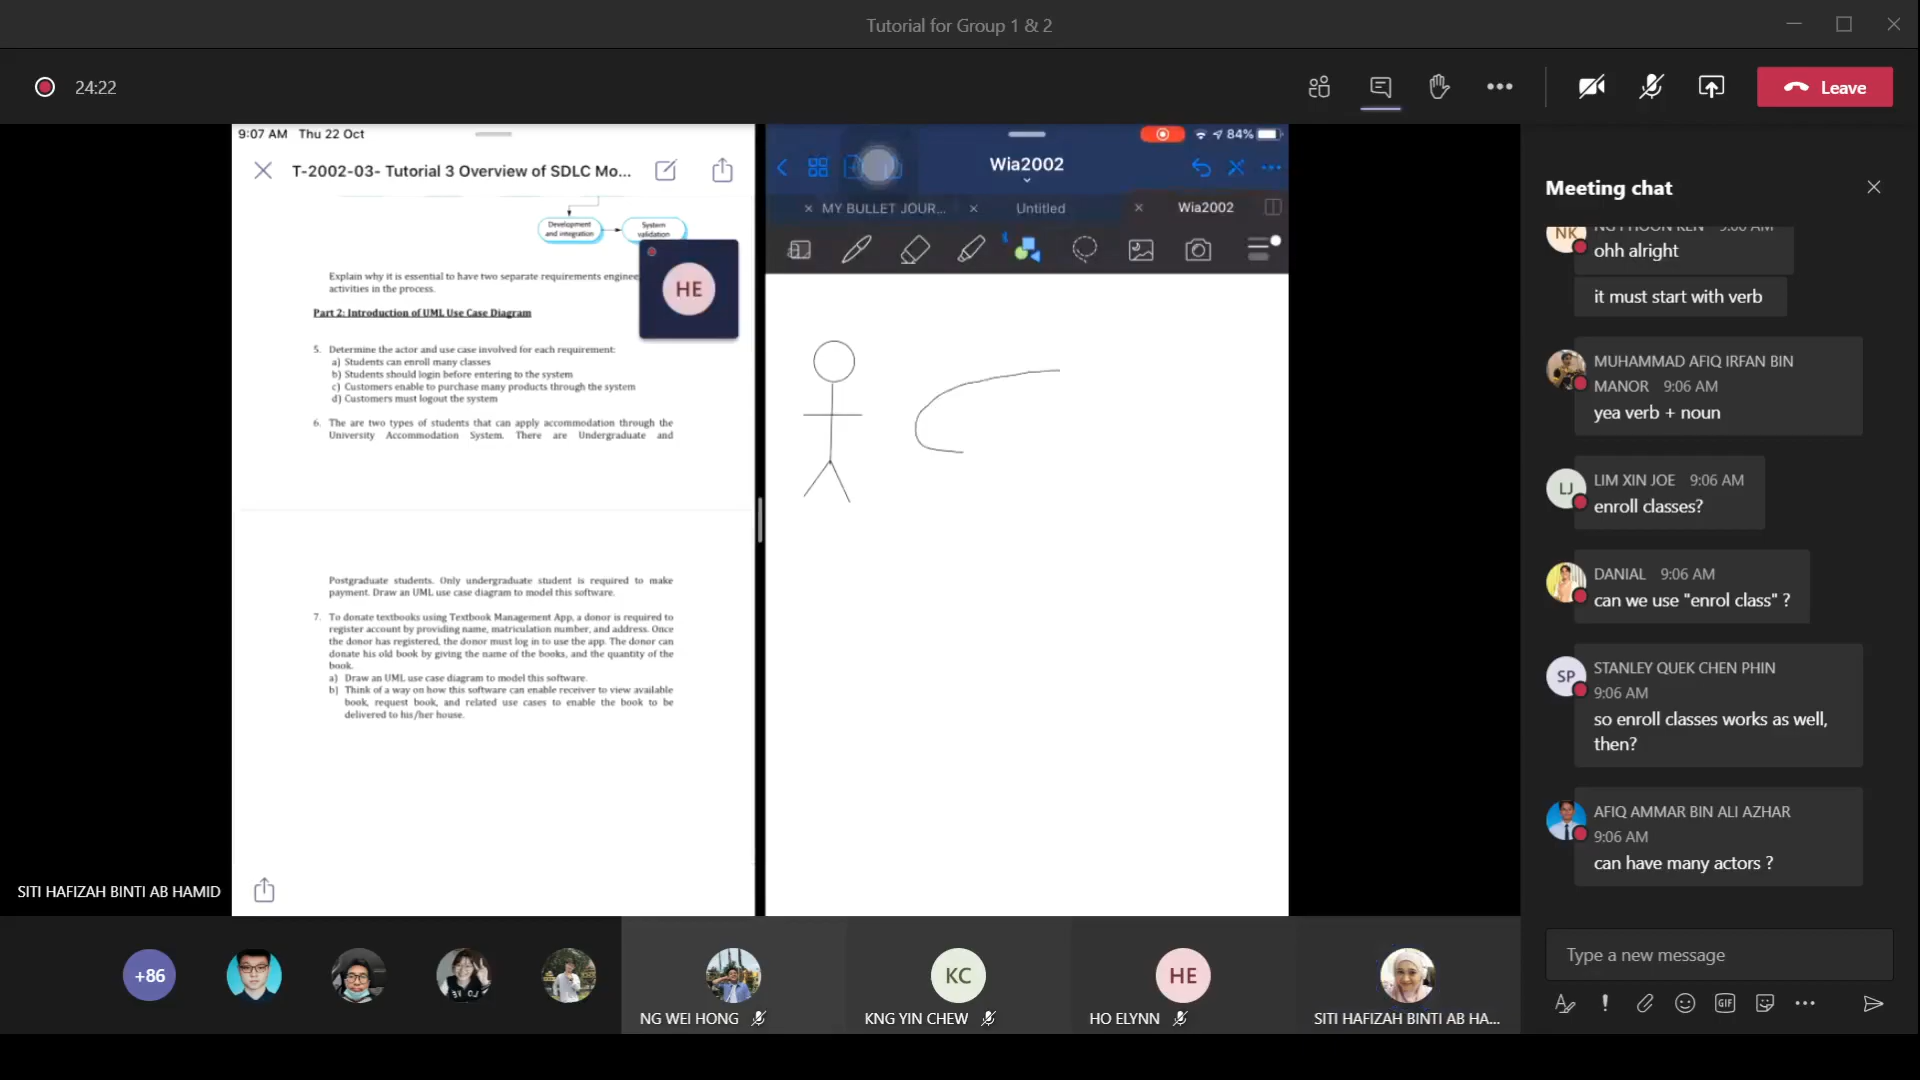 Tutorial for Group 1 & 2
24:22
Leave
9:07 AM Thu 22 Oct
T-2002-03- Tutorial 3 Overview of SDLC Mo...
Development
and integration
System
validation
HE
Explain why it is essential to have two separate requirements
activities in the process.
Part 2: Introduction of UML Use Case Diagram
5. Determine the actor and use case involved for each requirement:
a) Students can enroll many classes
b) Students should login before entering to the system
c) Customers enable to purchase many products through the system
d) Customers must logout the system
6. The are two types of students that can apply accommodation through the
University Accommodation System. There are Undergraduate and
Postgraduate students. Only undergraduate student is required to make
payment. Draw an UML use case diagram to model this software.
7. To donate textbooks using Textbook Management App, a donor is required to
register account by providing name, matriculation number, and address. Once
the donor has registered, the donor must log in to use the app. The donor can
donate his old book by giving the name of the books, and the quantity of the
book.
a) Draw an UML use case diagram to model this software.
b) Think of a way on how this software can enable receiver to view available
book, request book, and related use cases to enable the book to be
delivered to his/her house.
84%
Wia2002
MY BULLET JOUR...
Untitled
Wia2002
Meeting chat
NK
ohh alright
it must start with verb
MUHAMMAD AFIQ IRFAN BIN
MANOR 9:06 AM
yea verb + noun
LJ
LIM XIN JOE 9:06 AM
enroll classes?
DANIAL 9:06 AM
can we use "enrol class" ?
SP
STANLEY QUEK CHEN PHIN
9:06 AM
so enroll classes works as well,
then?
AFIQ AMMAR BIN ALI AZHAR
9:06 AM
can have many actors ?
Type a new message
GIF
SITI HAFIZAH BINTI AB HAMID
+86
NG WEI HONG
KC
KNG YIN CHEW
HE
HO ELYNN
SITI HAFIZAH BINTI AB HA...